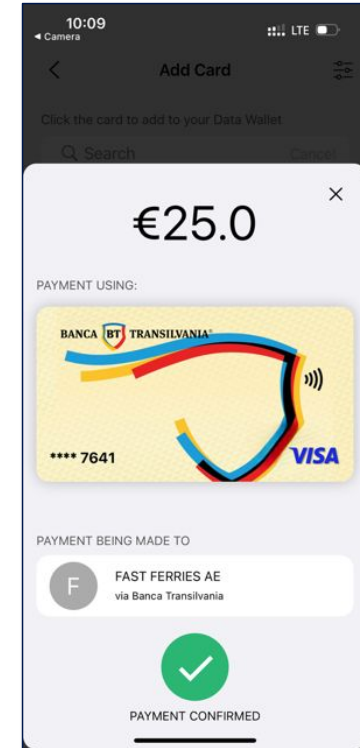 10:09
◄ Camera
LTE
Add Card
Click the card to add to your Data Wallet
Search
Cancel
€25.0
PAYMENT USING:
BANCA BT TRANSILVANIA
**** 7641
VISA
PAYMENT BEING MADE TO
F
FAST FERRIES AE
via Banca Transilvania
PAYMENT CONFIRMED